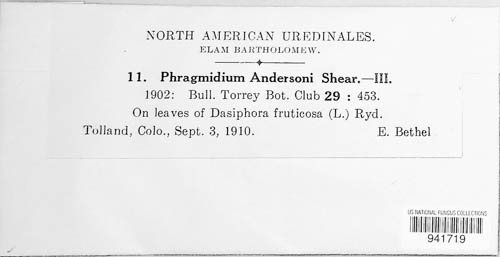 NORTH AMERICAN UREDINALES.
ELAM BARTHOLOMEW.
11. Phragmidium Andersoni Shear.—III.
1902: Bull. Torrey Bot. Club 29 : 453.
On leaves of Dasiphora fruticosa (L.) Ryd.
Tolland, Colo., Sept. 3, 1910. E. Bethel
US NATIONAL FUNGUS COLLECTIONS
941719